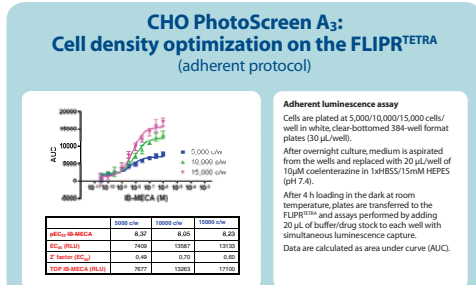 CHO PhotoScreen A3:
Cell density optimization on the FLIPRTETRA
(adherent protocol)
20000
15000
10000
5000
0
-5000
AUC
5,000 c/w
10,000 c/w
15,000 c/w
IB-MECA (M)
5000 c/w 10000 c/w 15000 c/w
pEC50 IB-MECA 8,37 8,05 8,23
EC80 (RLU) 7409 13587 13133
Z' factor (EC80) 0,49 0,70 0,60
TOP IB-MECA (RLU) 7677 13263 17100
Adherent luminescence assay
Cells are plated at 5,000/10,000/15,000 cells/
well in white, clear-bottomed 384-well format
plates (30 µL/well).
After overnight culture, medium is aspirated
from the wells and replaced with 20 µL/well of
10µM coelenterazine in 1xHBSS/15mM HEPES
(pH 7.4).
After 4 h loading in the dark at room
temperature, plates are transferred to the
FLIPRTETRA and assays performed by adding
20 µL of buffer/drug stock to each well with
simultaneous luminescence capture.
Data are calculated as area under curve (AUC).